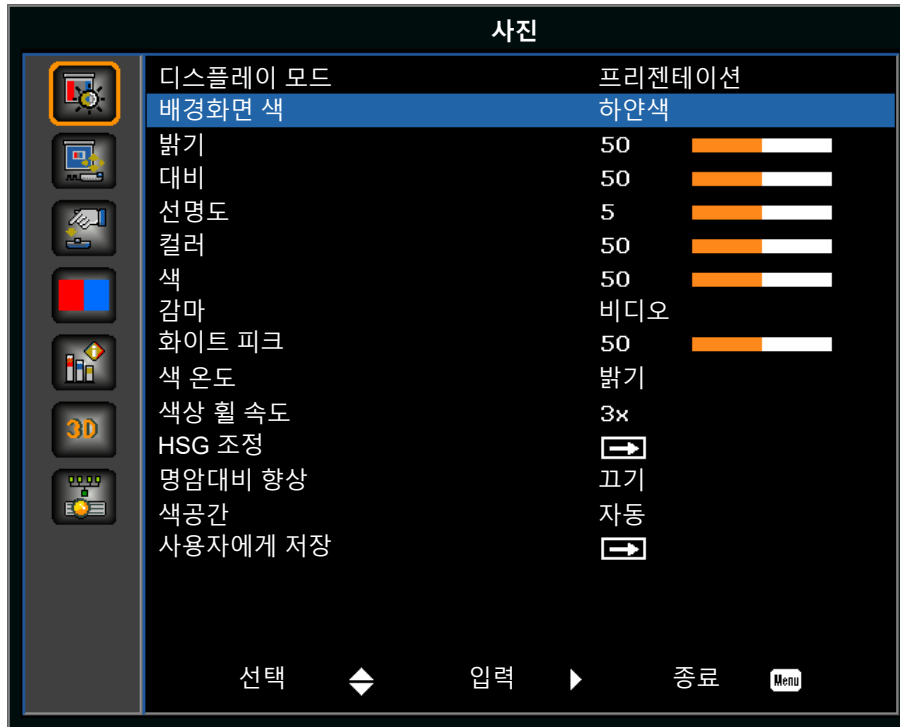 사진
디스플레이 모드 프리젠테이션
배경화면 색 하얀색
밝기 50
대비 50
선명도 5
컬러 50
색 50
감마 비디오
화이트 피크 50
색 온도 밝기
색상 휠 속도 3x
HSG 조정
명암대비 향상 끄기
색공간 자동
사용자에게 저장
3D
선택 입력 종료 Menu